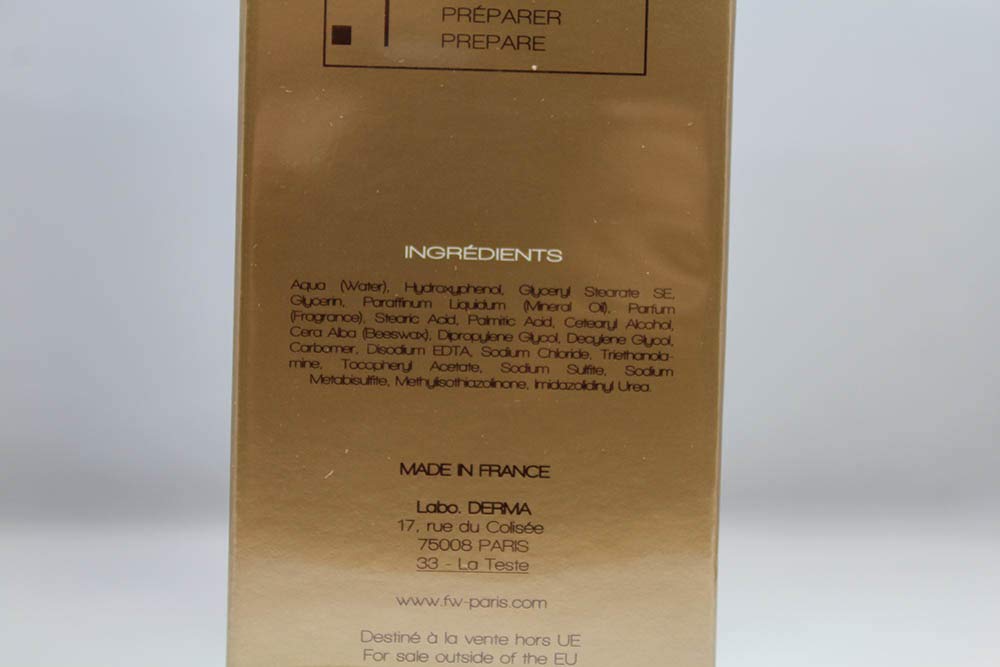 PRÉPARER
PREPARE
INGRÉDIENTS
Aqua (Water), Hydroxyphenol, Glyceryl Stearate SE,
Glycerin, Paraffinum Liquidum (Mineral Oil), Parfum
(Fragrance), Stearic Acid, Palmitic Acid, Cetearyl Alcohol,
Cera Alba (Beeswax), Dipropylene Glycol, Decylene Glycol,
Carbomer, Disodium EDTA, Sodium Chloride, Triethanola-
mine, Tocopheryl Acetate, Sodium Sulfite, Sodium
Metabisulfite, Methylisothiazolinone, Imidazolidinyl Urea.
MADE IN FRANCE
Labo. DERMA
17, rue du Colisée
75008 PARIS
33 - La Teste
www.fw-paris.com
Destiné à la vente hors UE
For sale outside of the EU